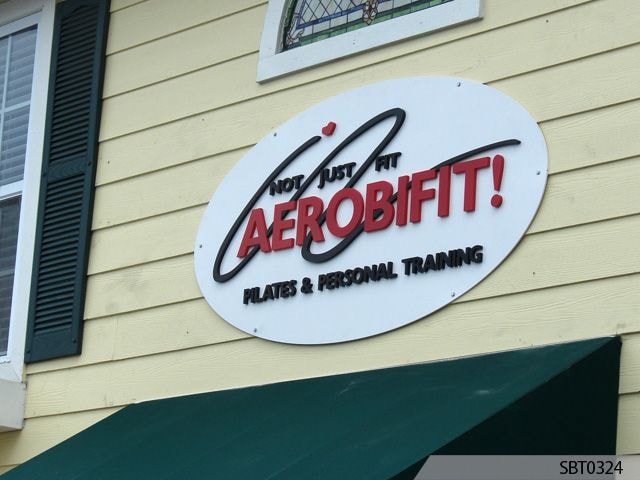 NOT JUST FIT
AEROBIFIT!
PILATES & PERSONAL TRAINING
SBT0324